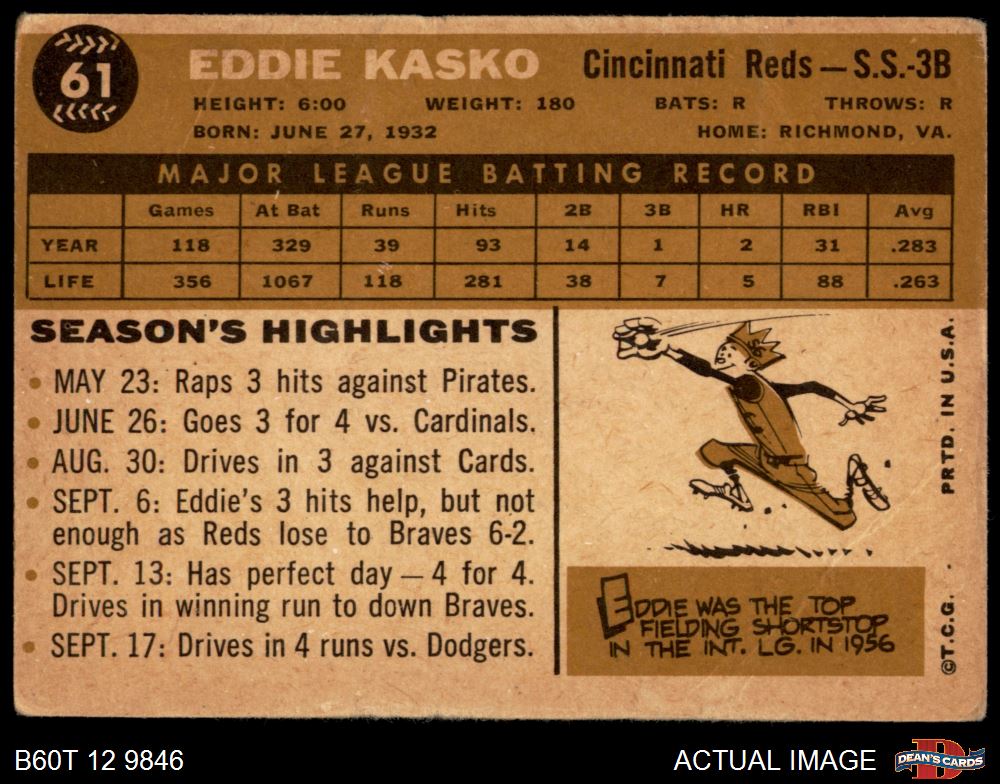 61
EDDIE KASKO Cincinnati Reds — S.S.-3B
HEIGHT: 6:00 WEIGHT: 180 BATS: R THROWS: R
BORN: JUNE 27, 1932 HOME: RICHMOND, VA.
MAJOR LEAGUE BATTING RECORD
Games At Bat Runs Hits 2B 3B HR RBI Avg
YEAR 118 329 39 93 14 1 2 31 .283
LIFE 356 1067 118 281 38 7 5 88 .263
SEASON'S HIGHLIGHTS
• MAY 23: Raps 3 hits against Pirates.
• JUNE 26: Goes 3 for 4 vs. Cardinals.
• AUG. 30: Drives in 3 against Cards.
• SEPT. 6: Eddie's 3 hits help, but not
enough as Reds lose to Braves 6-2.
• SEPT. 13: Has perfect day — 4 for 4.
Drives in winning run to down Braves.
• SEPT. 17: Drives in 4 runs vs. Dodgers.
56
EDDIE WAS THE TOP
FIELDING SHORTSTOP
IN THE INT. LG. IN 1956
©T.C.G. · PRTD. IN U.S.A.
B60T 12 9846
ACTUAL IMAGE
DEAN'S CARDS